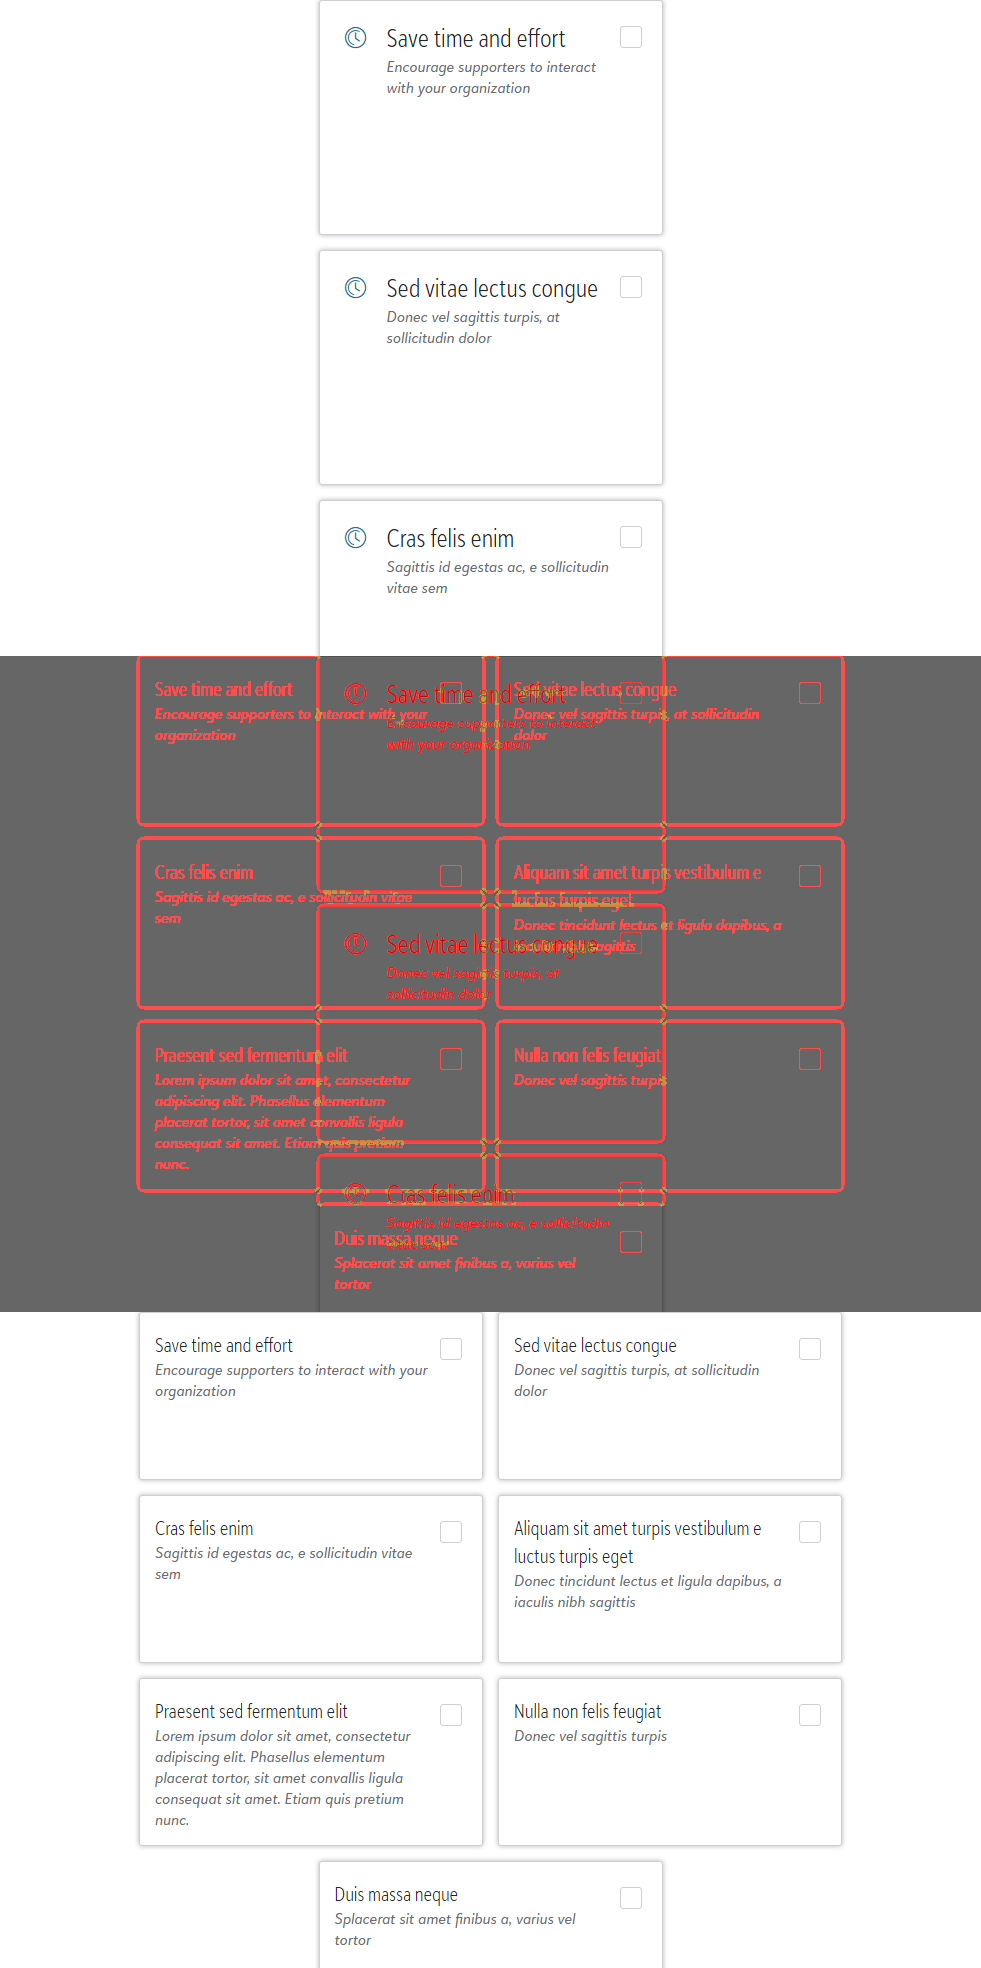 Save time and effort
Encourage supporters to interact
with your organization
Sed vitae lectus congue
Donec vel sagittis turpis, at
sollicitudin dolor
Cras felis enim
Sagittis id egestas ac, e sollicitudin
vitae sem
Save time and effort
Encourage supporters to interact with your
organization
Sed vitae lectus congue
Donec vel sagittis turpis, at sollicitudin
dolor
Save time and effort
Encourage supporters to interact
with your organization
Cras felis enim
Sagittis id egestas ac, e sollicitudin vitae
sem
Aliquam sit amet turpis vestibulum e
luctus turpis eget
Donec tincidunt lectus et ligula dapibus, a
iaculis nibh sagittis
Sed vitae lectus congue
Donec vel sagittis turpis, at
sollicitudin dolor
Praesent sed fermentum elit
Lorem ipsum dolor sit amet, consectetur
adipiscing elit. Phasellus elementum
placerat tortor, sit amet convallis ligula
consequat sit amet. Etiam quis pretium
nunc.
Nulla non felis feugiat
Donec vel sagittis turpis
Cras felis enim
Sagittis id egestas ac, e sollicitudin
vitae sem
Duis massa neque
Splacerat sit amet finibus a, varius vel
tortor
Save time and effort
Encourage supporters to interact with your
organization
Sed vitae lectus congue
Donec vel sagittis turpis, at sollicitudin
dolor
Cras felis enim
Sagittis id egestas ac, e sollicitudin vitae
sem
Aliquam sit amet turpis vestibulum e
luctus turpis eget
Donec tincidunt lectus et ligula dapibus, a
iaculis nibh sagittis
Praesent sed fermentum elit
Lorem ipsum dolor sit amet, consectetur
adipiscing elit. Phasellus elementum
placerat tortor, sit amet convallis ligula
consequat sit amet. Etiam quis pretium
nunc.
Nulla non felis feugiat
Donec vel sagittis turpis
Duis massa neque
Splacerat sit amet finibus a, varius vel
tortor